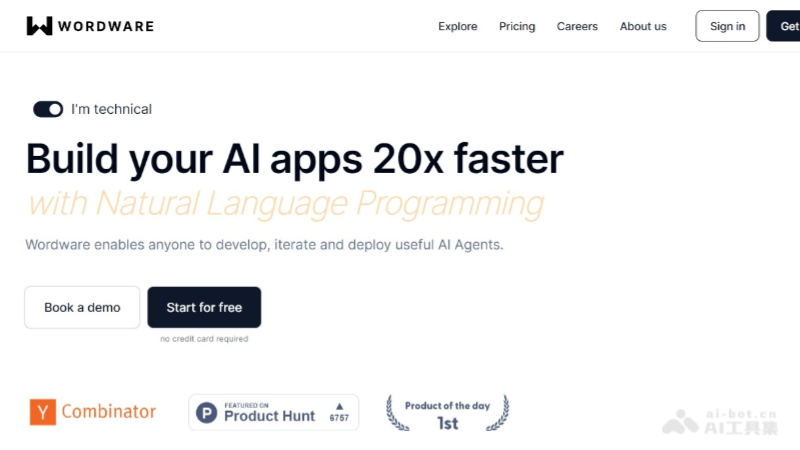 WORDWARE
Explore Pricing Careers About us Sign in Get
I'm technical
Build your AI apps 20x faster
with Natural Language Programming
Wordware enables anyone to develop, iterate and deploy useful AI Agents.
Book a demo Start for free
no credit card required
Y Combinator
P FEATURED ON
Product Hunt
▲ 6757
Product of the day
1st
ai-bot.cn
AI工具集